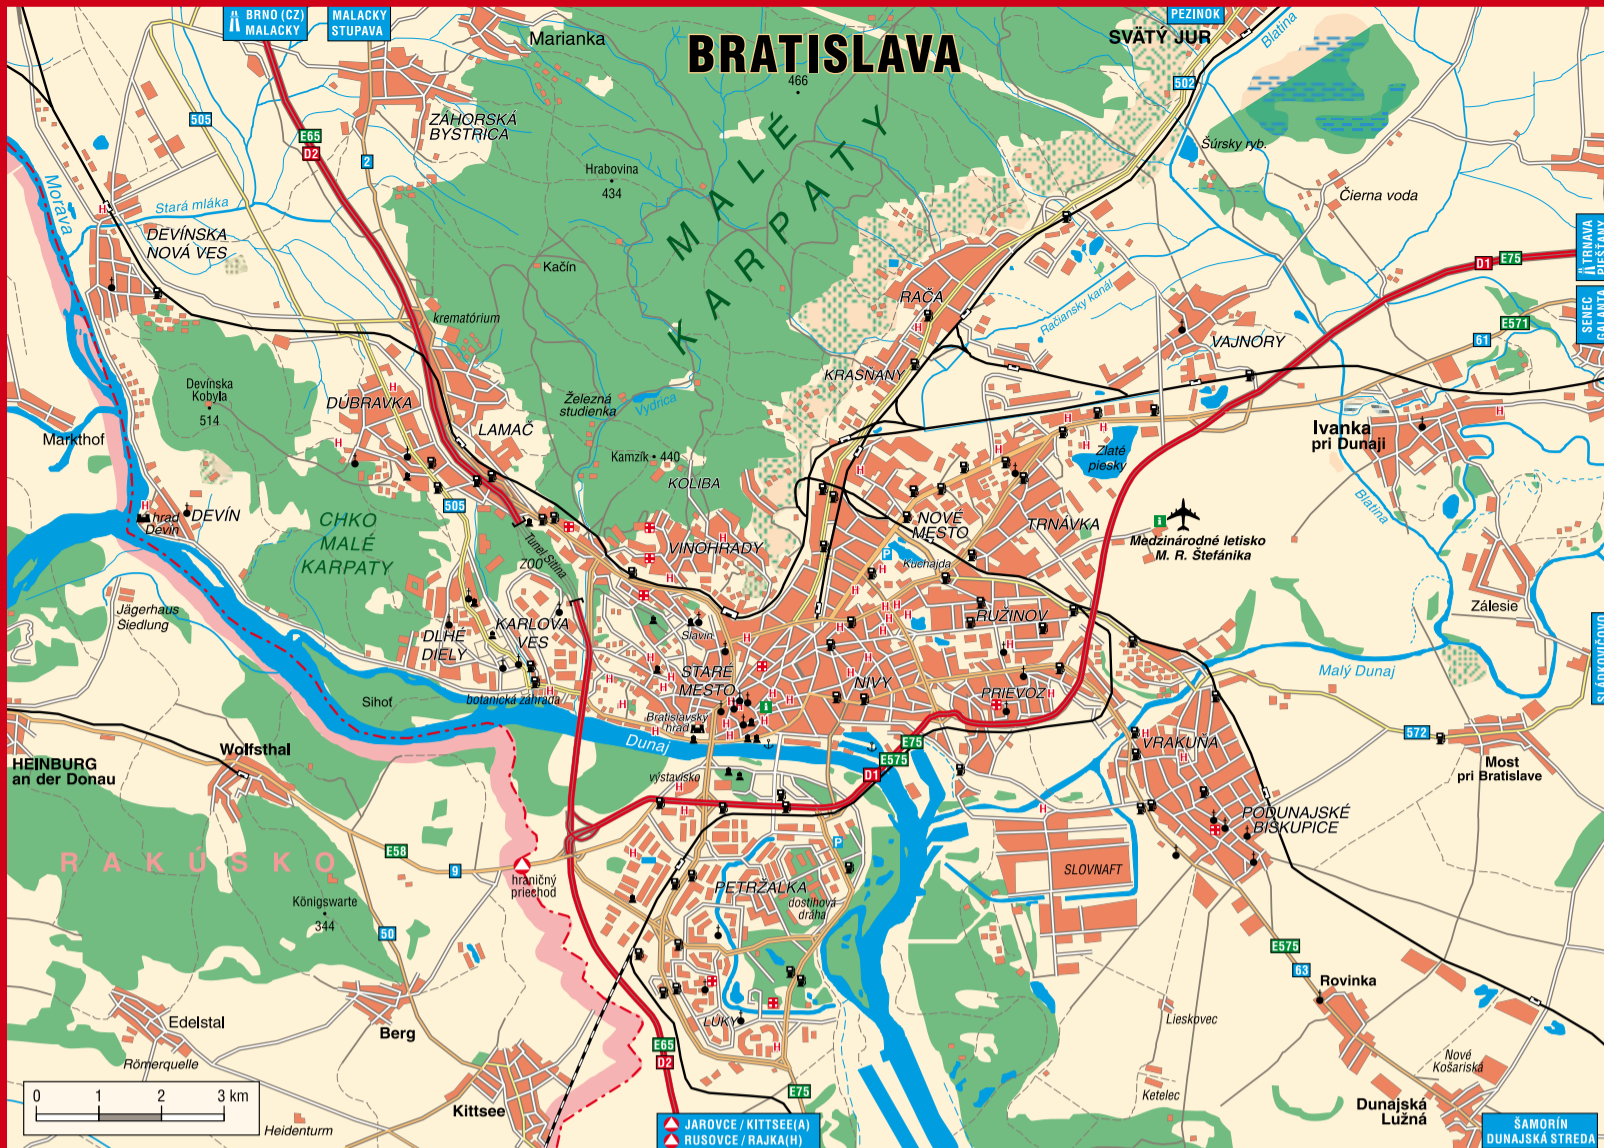 BRNO (CZ)
MALACKY
MALACKY
STUPAVA
Marianka
BRATISLAVA
466
PEZINOK
SVÄTÝ JUR
Blatina
502
505
E65
D2
2
ZÁHORSKÁ
BYSTRICA
MALÉ
KARPATY
Hrabovina
434
Šúrsky ryb.
Čierna voda
Morava
Stará mláka
DEVÍNSKA
NOVÁ VES
Kačín
krematórium
RAČA
Račiansky kanál
D1
E75
TRNAVA
PIEŠŤANY
SENEC
GALANTA
E571
61
VAJNORY
KRASŇANY
Devínska
Kobyla
514
DÚBRAVKA
LAMAČ
Železná
studienka
Vydrica
Kamzík • 440
KOLIBA
Markthof
Zlaté
piesky
Ivanka
pri Dunaji
Blatina
505
hrad
Devín
DEVÍN
CHKO
MALÉ
KARPATY
Tunel Sitina
ZOO
VINOHRADY
NOVÉ
MESTO
TRNÁVKA
Kuchajda
P
Medzinárodné letisko
M. R. Štefánika
Jägerhaus
Siedlung
DLHÉ
DIELY
KARLOVA
VES
Slavín
RUŽINOV
Zálesie
SLÁDKOVIČOVO
Malý Dunaj
Sihoť
botanická záhrada
STARÉ
MESTO
NIVY
PRIEVOZ
Bratislavský
hrad
Dunaj
E75
E575
D1
VRAKUŇA
572
Most
pri Bratislave
HEINBURG
an der Donau
Wolfsthal
výstavisko
PODUNAJSKÉ
BISKUPICE
RAKÚSKO
E58
9
hraničný
priechod
P
SLOVNAFT
PETRŽALKA
dostihová
dráha
Königswarte
344
50
E575
63
Rovinka
Edelstal
Berg
LÚKY
Lieskovec
Römerquelle
E65
D2
Nové
Košariská
0 1 2 3 km
Kittsee
E75
Ketelec
Dunajská
Lužná
Heidenturm
JAROVCE / KITTSEE(A)
RUSOVCE / RAJKA(H)
ŠAMORÍN
DUNAJSKÁ STREDA